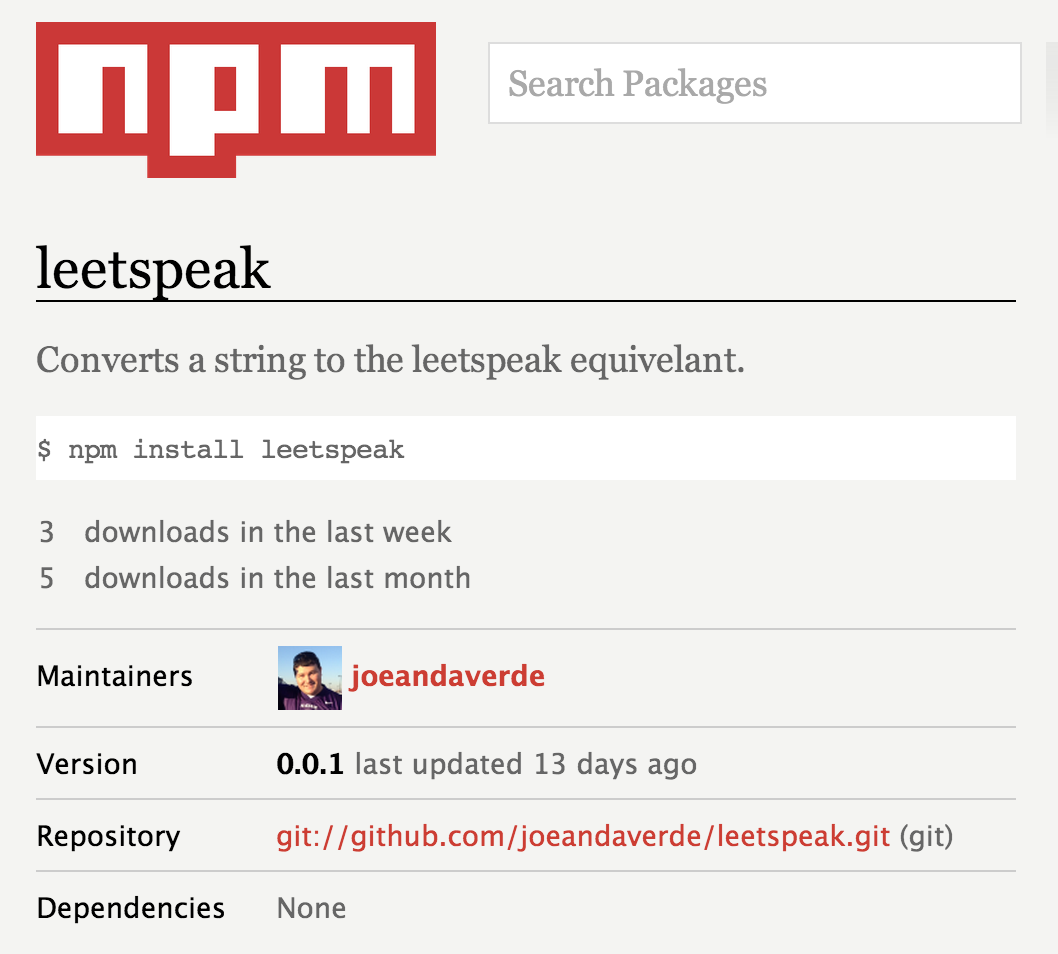 npm
Search Packages
leetspeak
Converts a string to the leetspeak equivelant.
$ npm install leetspeak
3 downloads in the last week
5 downloads in the last month
Maintainers joeandaverde
Version 0.0.1 last updated 13 days ago
Repository git://github.com/joeandaverde/leetspeak.git (git)
Dependencies None